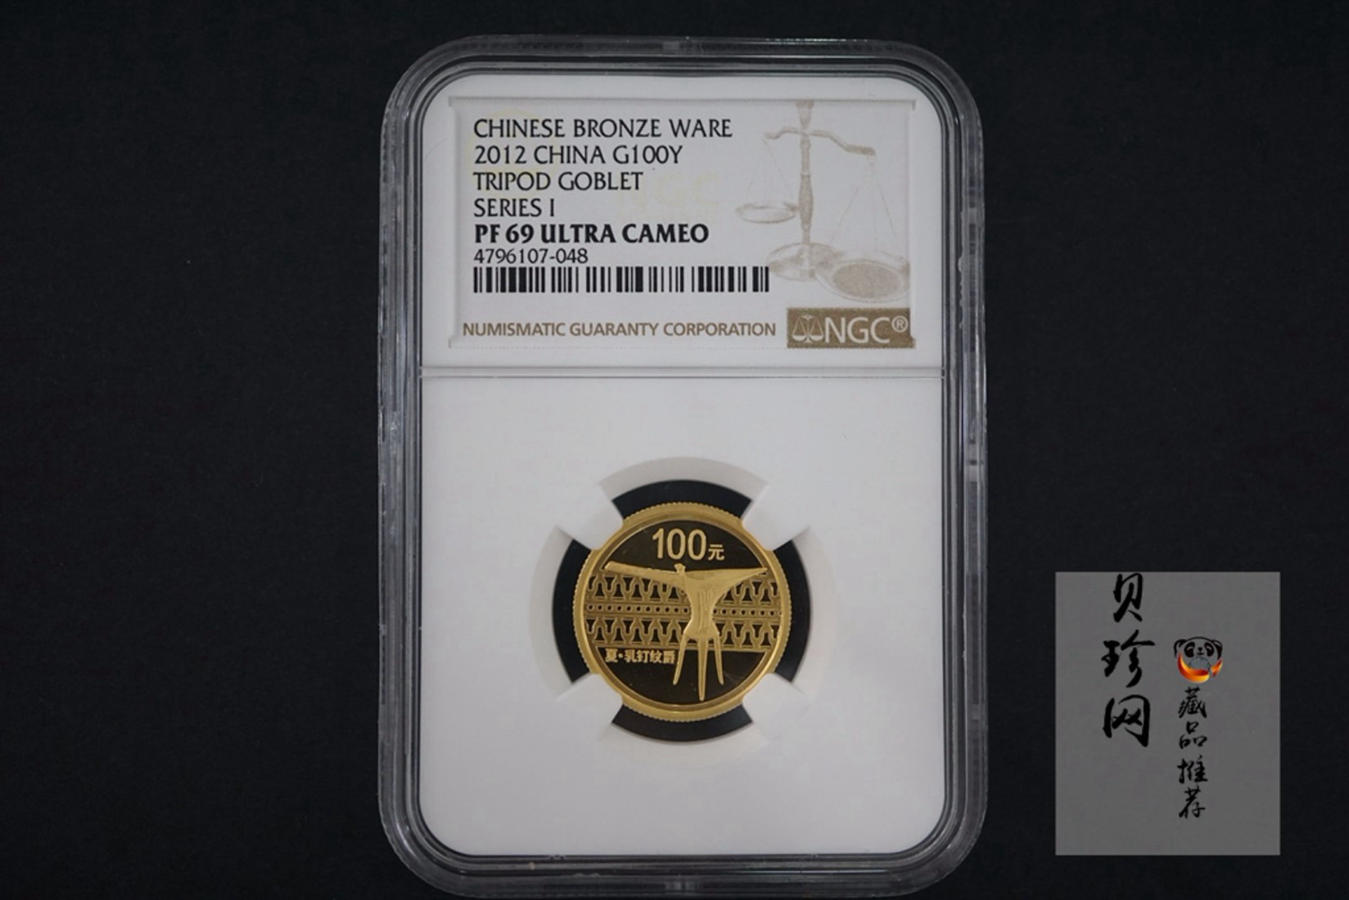 CHINESE BRONZE WARE
2012 CHINA G100Y
TRIPOD GOBLET
SERIES I
PF 69 ULTRA CAMEO
4796107-048
NUMISMATIC GUARANTY CORPORATION
NGC®
100元
夏·乳钉纹爵
贝珍网
藏品推荐